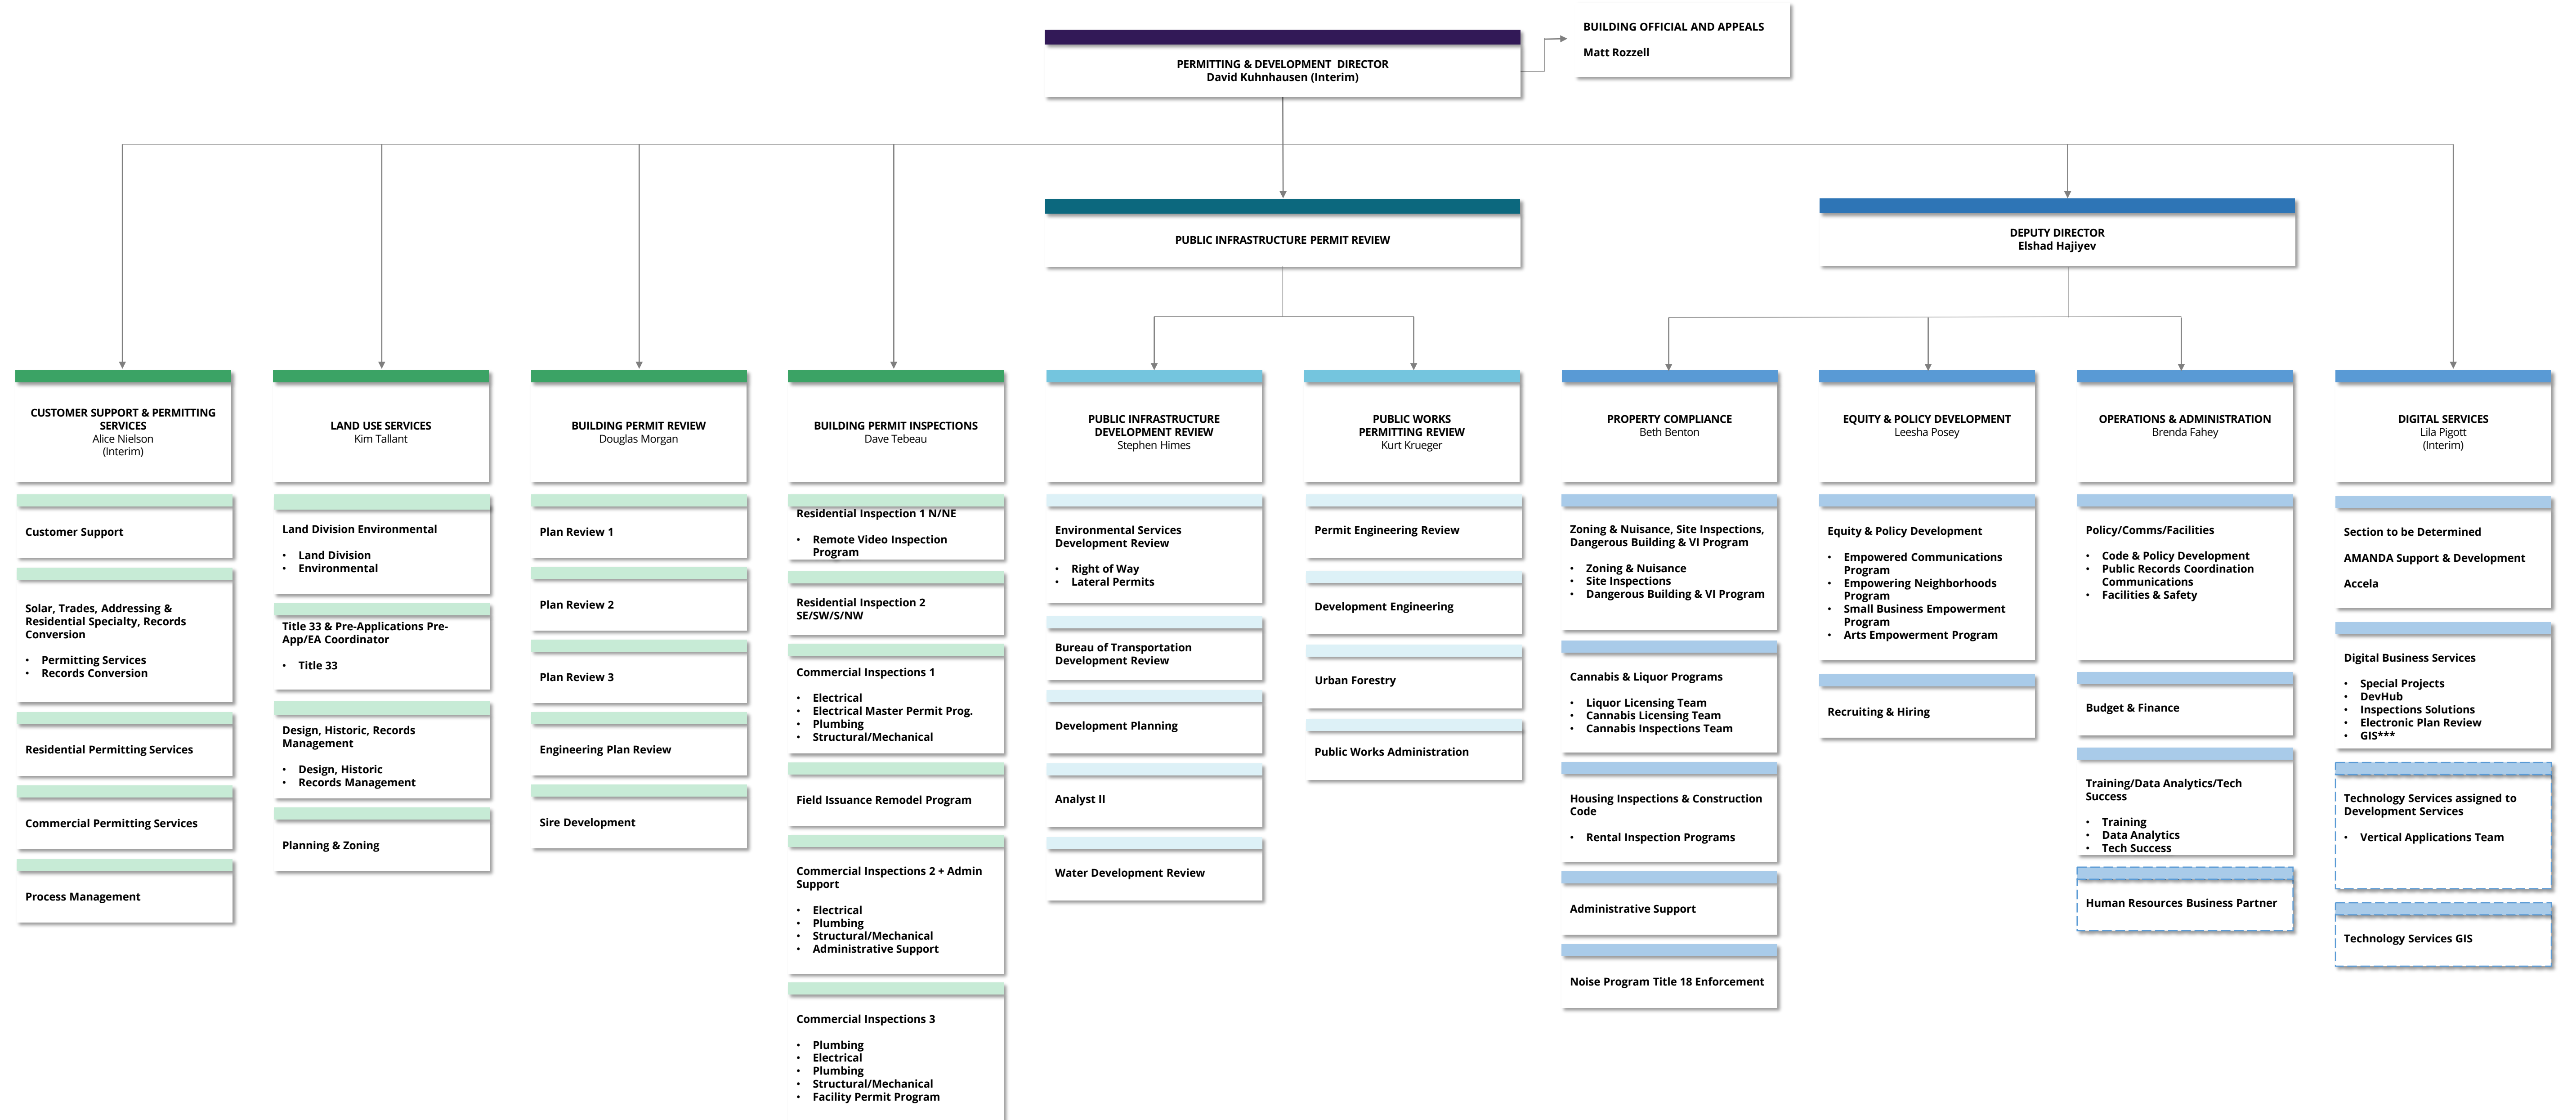 BUILDING OFFICIAL AND APPEALS
Matt Rozzell
PERMITTING & DEVELOPMENT DIRECTOR
David Kuhnhausen (Interim)
PUBLIC INFRASTRUCTURE PERMIT REVIEW
DEPUTY DIRECTOR
Elshad Hajiyev
CUSTOMER SUPPORT & PERMITTING
SERVICES
Alice Nielson
(Interim)
Customer Support
Solar, Trades, Addressing &
Residential Specialty, Records
Conversion
• Permitting Services
• Records Conversion
Residential Permitting Services
Commercial Permitting Services
Process Management
LAND USE SERVICES
Kim Tallant
Land Division Environmental
• Land Division
• Environmental
Title 33 & Pre-Applications Pre-
App/EA Coordinator
• Title 33
Design, Historic, Records
Management
• Design, Historic
• Records Management
Planning & Zoning
BUILDING PERMIT REVIEW
Douglas Morgan
Plan Review 1
Plan Review 2
Plan Review 3
Engineering Plan Review
Sire Development
BUILDING PERMIT INSPECTIONS
Dave Tebeau
Residential Inspection 1 N/NE
• Remote Video Inspection
Program
Residential Inspection 2
SE/SW/S/NW
Commercial Inspections 1
• Electrical
• Electrical Master Permit Prog.
• Plumbing
• Structural/Mechanical
Field Issuance Remodel Program
Commercial Inspections 2 + Admin
Support
• Electrical
• Plumbing
• Structural/Mechanical
• Administrative Support
Commercial Inspections 3
• Plumbing
• Electrical
• Plumbing
• Structural/Mechanical
• Facility Permit Program
PUBLIC INFRASTRUCTURE
DEVELOPMENT REVIEW
Stephen Himes
Environmental Services
Development Review
• Right of Way
• Lateral Permits
Bureau of Transportation
Development Review
Development Planning
Analyst II
Water Development Review
PUBLIC WORKS
PERMITTING REVIEW
Kurt Krueger
Permit Engineering Review
Development Engineering
Urban Forestry
Public Works Administration
PROPERTY COMPLIANCE
Beth Benton
Zoning & Nuisance, Site Inspections,
Dangerous Building & VI Program
• Zoning & Nuisance
• Site Inspections
• Dangerous Building & VI Program
Cannabis & Liquor Programs
• Liquor Licensing Team
• Cannabis Licensing Team
• Cannabis Inspections Team
Housing Inspections & Construction
Code
• Rental Inspection Programs
Administrative Support
Noise Program Title 18 Enforcement
EQUITY & POLICY DEVELOPMENT
Leesha Posey
Equity & Policy Development
• Empowered Communications
Program
• Empowering Neighborhoods
Program
• Small Business Empowerment
Program
• Arts Empowerment Program
Recruiting & Hiring
OPERATIONS & ADMINISTRATION
Brenda Fahey
Policy/Comms/Facilities
• Code & Policy Development
• Public Records Coordination
Communications
• Facilities & Safety
Budget & Finance
Training/Data Analytics/Tech
Success
• Training
• Data Analytics
• Tech Success
Human Resources Business Partner
DIGITAL SERVICES
Lila Pigott
(Interim)
Section to be Determined
AMANDA Support & Development
Accela
Digital Business Services
• Special Projects
• DevHub
• Inspections Solutions
• Electronic Plan Review
• GIS***
Technology Services assigned to
Development Services
• Vertical Applications Team
Technology Services GIS